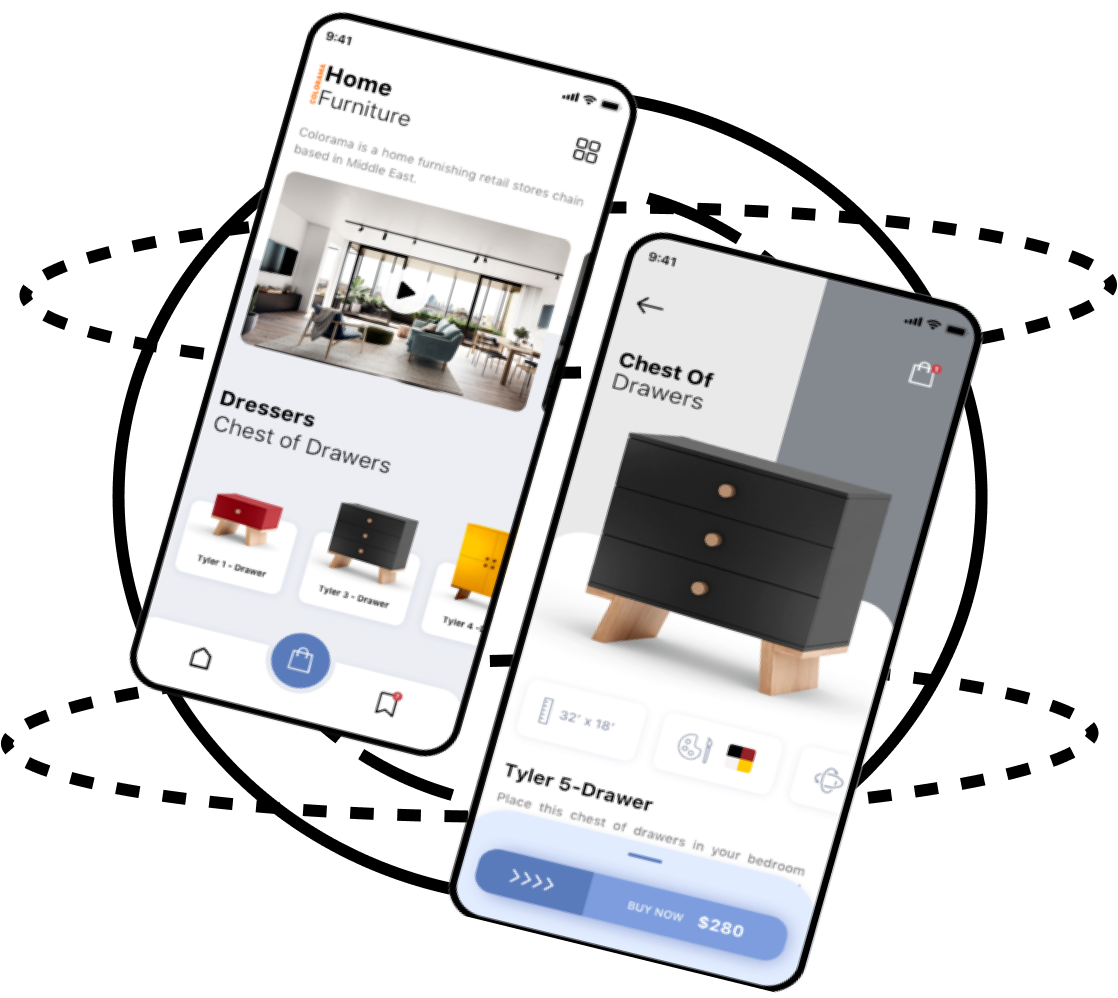 9:41
COLORAMA
Home
Furniture
Colorama is a home furnishing retail stores chain
based in Middle East.
Dressers
Chest of Drawers
Tyler 1 - Drawer
Tyler 3 - Drawer
Tyler 4 -
9:41
Chest Of
Drawers
32' x 18'
Tyler 5-Drawer
Place this chest of drawers in your bedroom
BUY NOW $280